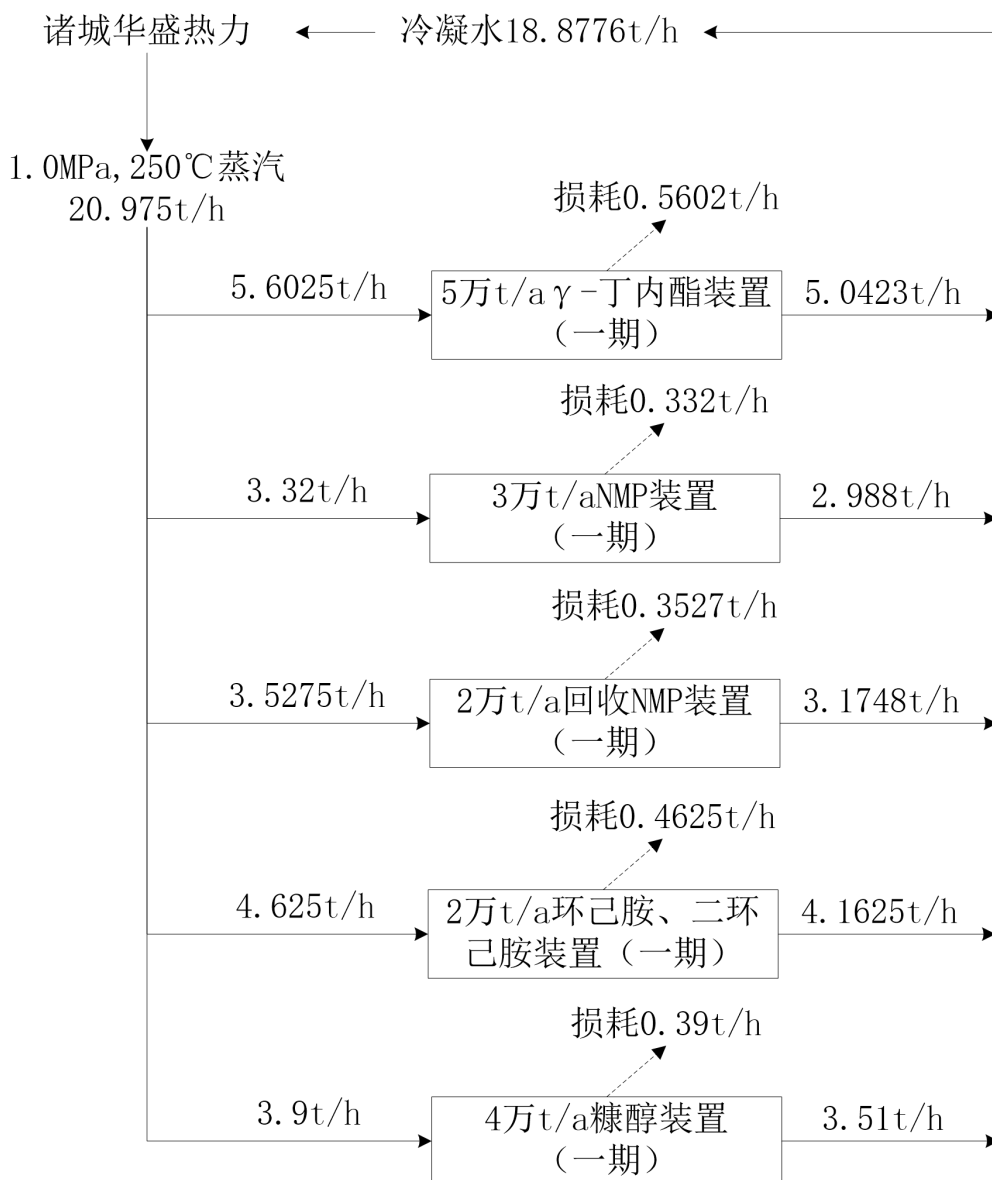 诸城华盛热力
冷凝水18.8776t/h
1.0MPa,250℃蒸汽
20.975t/h
损耗0.5602t/h
5.6025t/h
5万t/aγ-丁内酯装置
（一期）
5.0423t/h
损耗0.332t/h
3.32t/h
3万t/aNMP装置
（一期）
2.988t/h
损耗0.3527t/h
3.5275t/h
2万t/a回收NMP装置
（一期）
3.1748t/h
损耗0.4625t/h
4.625t/h
2万t/a环己胺、二环
己胺装置（一期）
4.1625t/h
损耗0.39t/h
3.9t/h
4万t/a糠醇装置
（一期）
3.51t/h